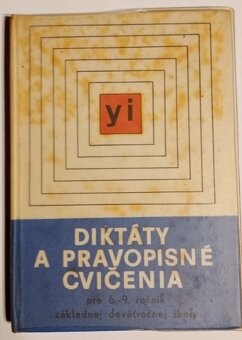 yi
DIKTÁTY
A PRAVOPISNÉ
CVIČENIA
pre 6.-9. ročník
základnej deväťročnej školy